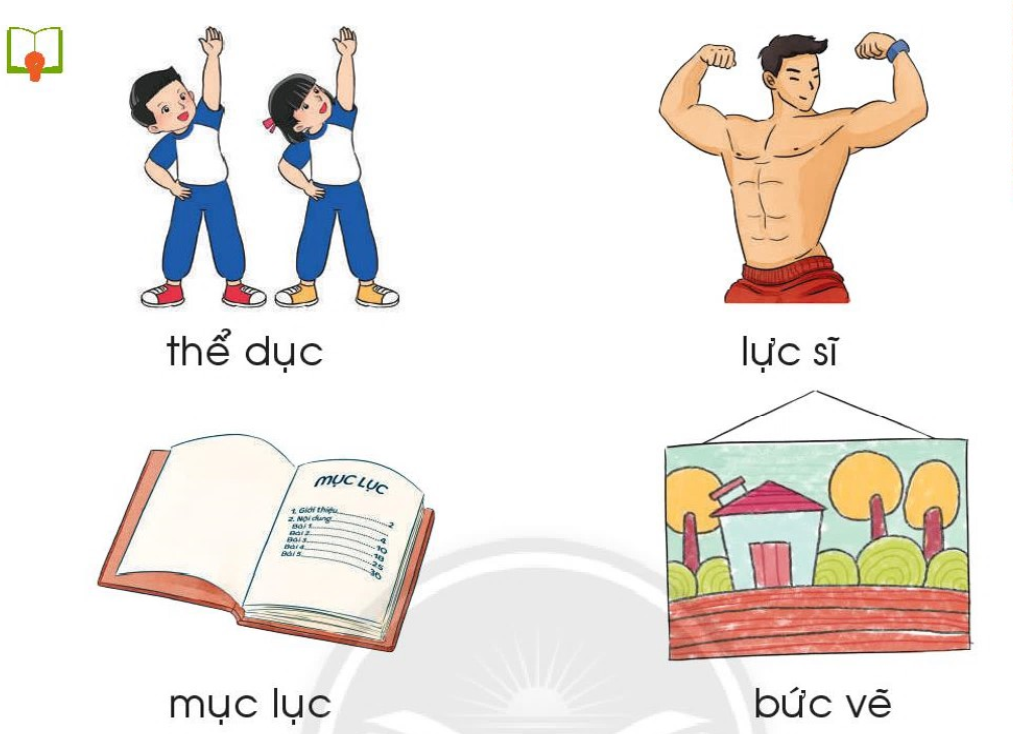 thể dục
lực sĩ
MỤC LỤC
1. Giới thiệu 2
2. Nội dung
Bài 1 4
Bài 2 10
Bài 3 18
Bài 4 25
Bài 5 30
mục lục
bức vẽ